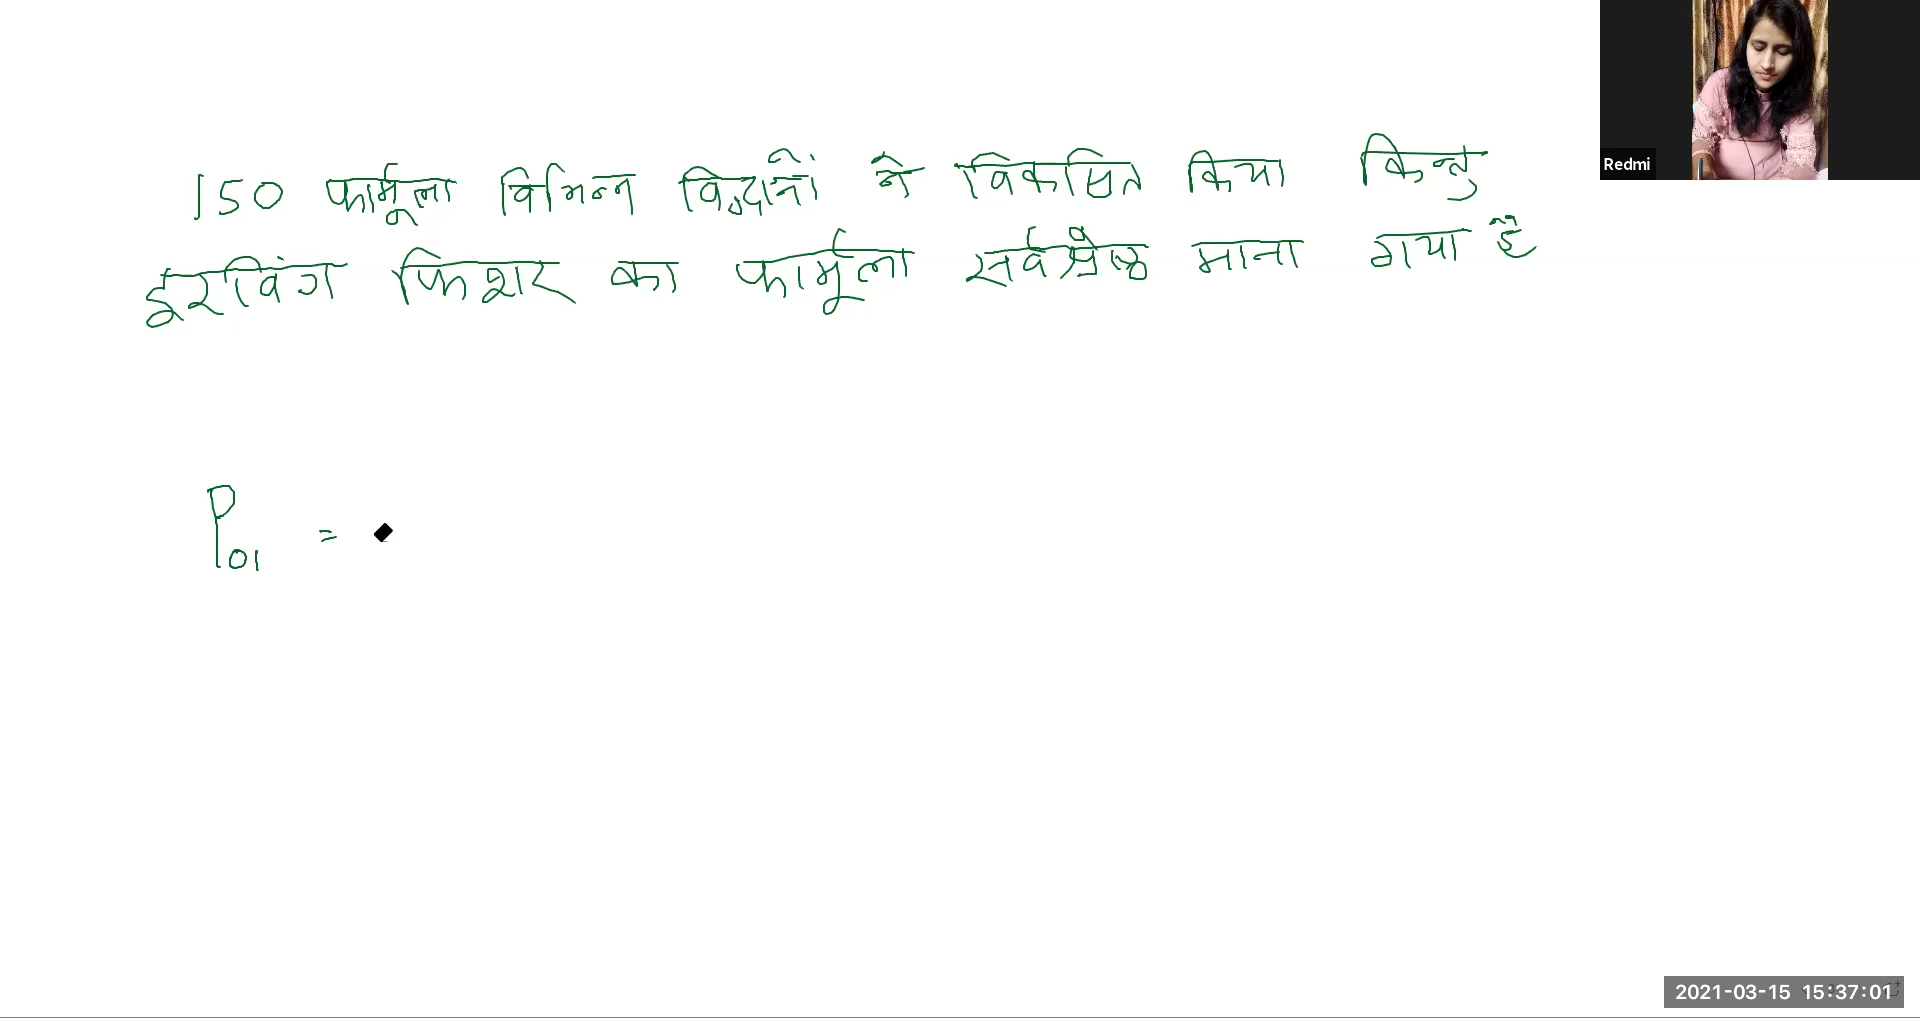 Redmi
150 फार्मूला विभिन्न विद्वानों ने विकसित किया किन्तु
इरविंग फिशर का फार्मूला सर्वश्रेष्ठ माना गया है
P01 =
2021-03-15 15:37:01